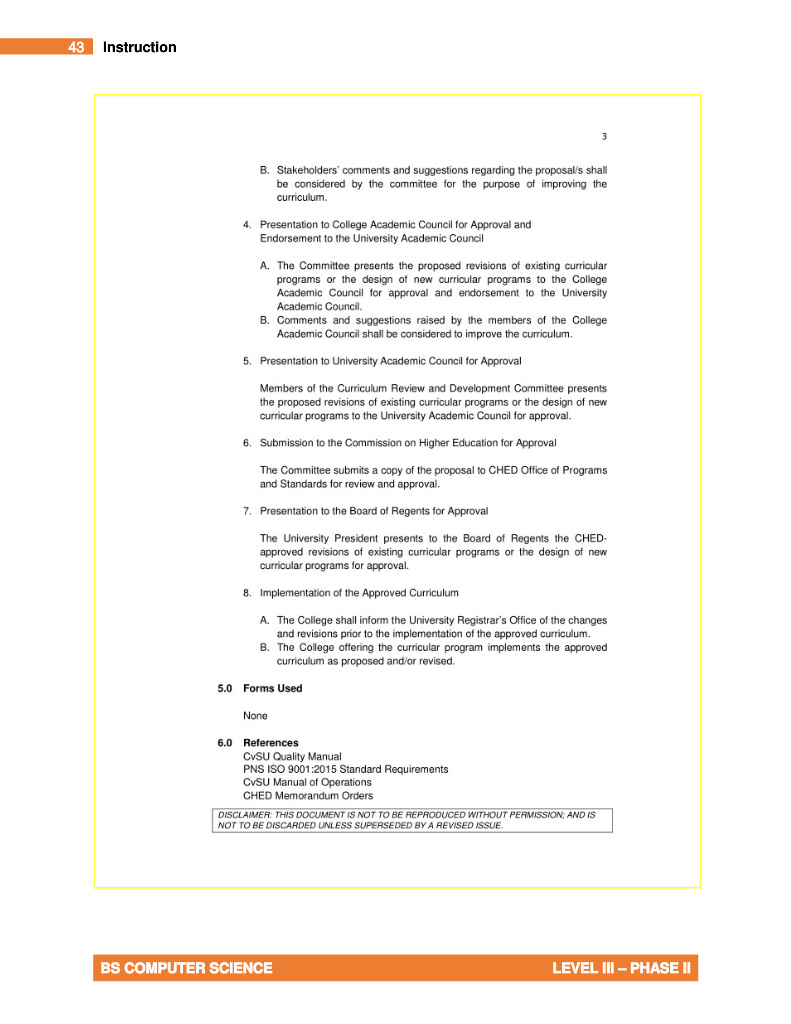 43 Instruction
3
B. Stakeholders' comments and suggestions regarding the proposal/s shall
be considered by the committee for the purpose of improving the
curriculum.
4. Presentation to College Academic Council for Approval and
Endorsement to the University Academic Council
A. The Committee presents the proposed revisions of existing curricular
programs or the design of new curricular programs to the College
Academic Council for approval and endorsement to the University
Academic Council.
B. Comments and suggestions raised by the members of the College
Academic Council shall be considered to improve the curriculum.
5. Presentation to University Academic Council for Approval
Members of the Curriculum Review and Development Committee presents
the proposed revisions of existing curricular programs or the design of new
curricular programs to the University Academic Council for approval.
6. Submission to the Commission on Higher Education for Approval
The Committee submits a copy of the proposal to CHED Office of Programs
and Standards for review and approval.
7. Presentation to the Board of Regents for Approval
The University President presents to the Board of Regents the CHED-
approved revisions of existing curricular programs or the design of new
curricular programs for approval.
8. Implementation of the Approved Curriculum
A. The College shall inform the University Registrar's Office of the changes
and revisions prior to the implementation of the approved curriculum.
B. The College offering the curricular program implements the approved
curriculum as proposed and/or revised.
5.0 Forms Used
None
6.0 References
CvSU Quality Manual
PNS ISO 9001:2015 Standard Requirements
CvSU Manual of Operations
CHED Memorandum Orders
DISCLAIMER: THIS DOCUMENT IS NOT TO BE REPRODUCED WITHOUT PERMISSION; AND IS
NOT TO BE DISCARDED UNLESS SUPERSEDED BY A REVISED ISSUE.
BS COMPUTER SCIENCE LEVEL III – PHASE II